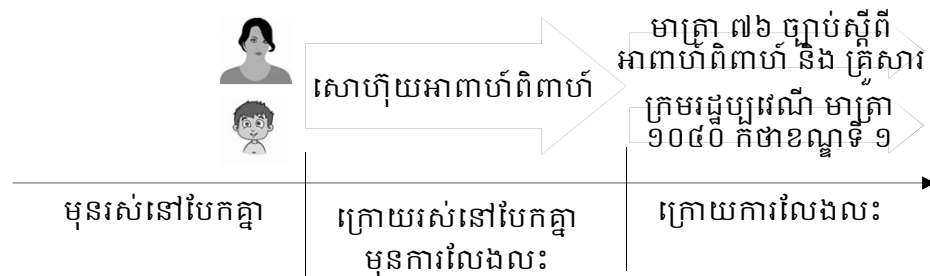 សោហ៊ុយអាពាហ៍ពិពាហ៍
មាត្រា ៧៦ ច្បាប់ស្តីពី
អាពាហ៍ពិពាហ៍ និង គ្រួសារ
ក្រមរដ្ឋប្បវេណី មាត្រា
១០៤០ កថាខណ្ឌទី ១
មុនរស់នៅបែកគ្នា
ក្រោយរស់នៅបែកគ្នា
មុនការលែងលះ
ក្រោយការលែងលះ